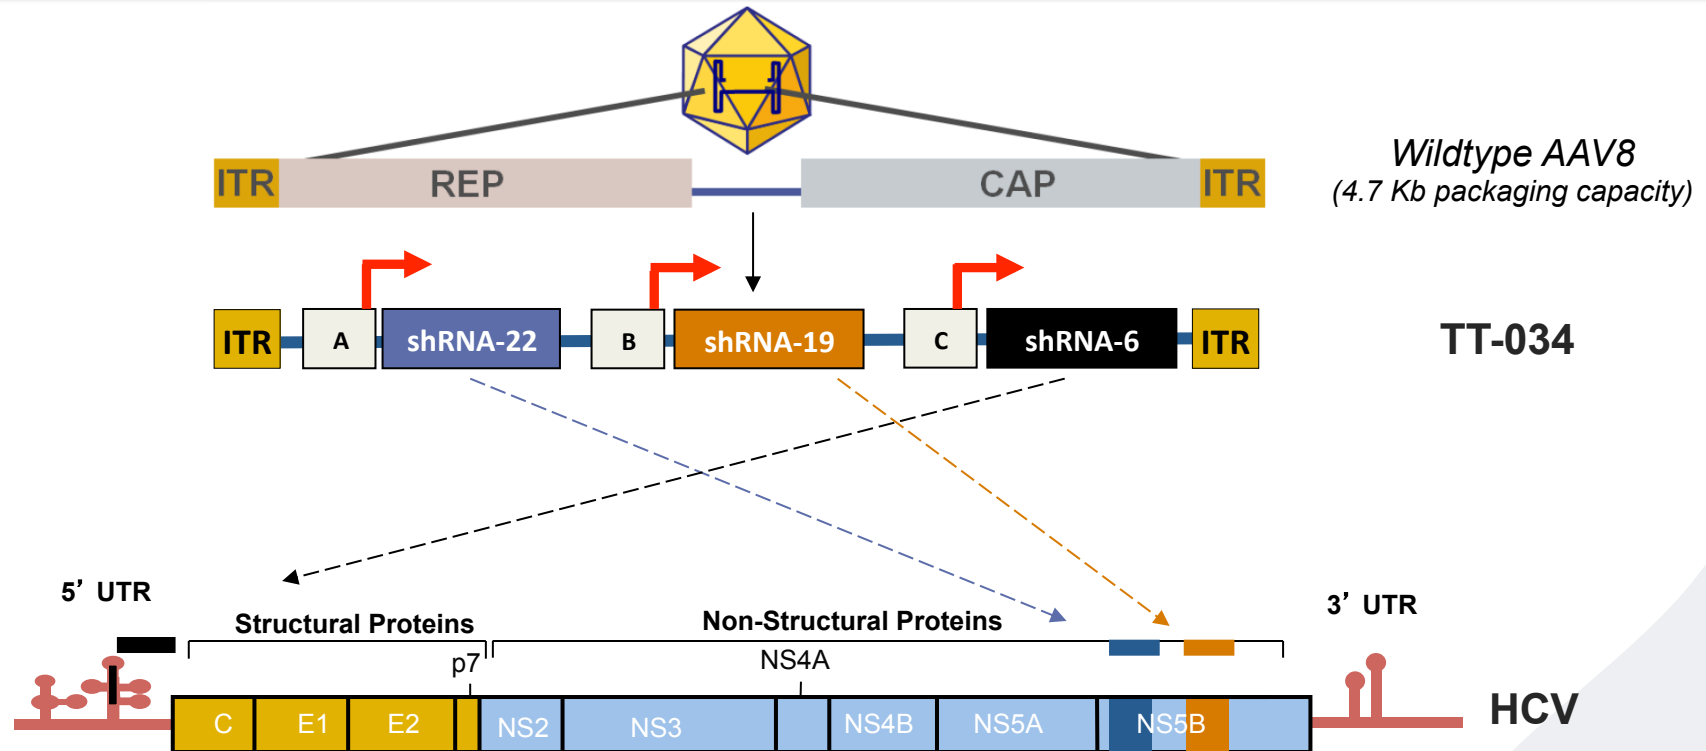 ITR REP CAP ITR
Wildtype AAV8
(4.7 Kb packaging capacity)
ITR A shRNA-22 B shRNA-19 C shRNA-6 ITR
TT-034
5’ UTR
Structural Proteins
Non-Structural Proteins
3’ UTR
p7
NS4A
C E1 E2 NS2 NS3 NS4B NS5A NS5B
HCV